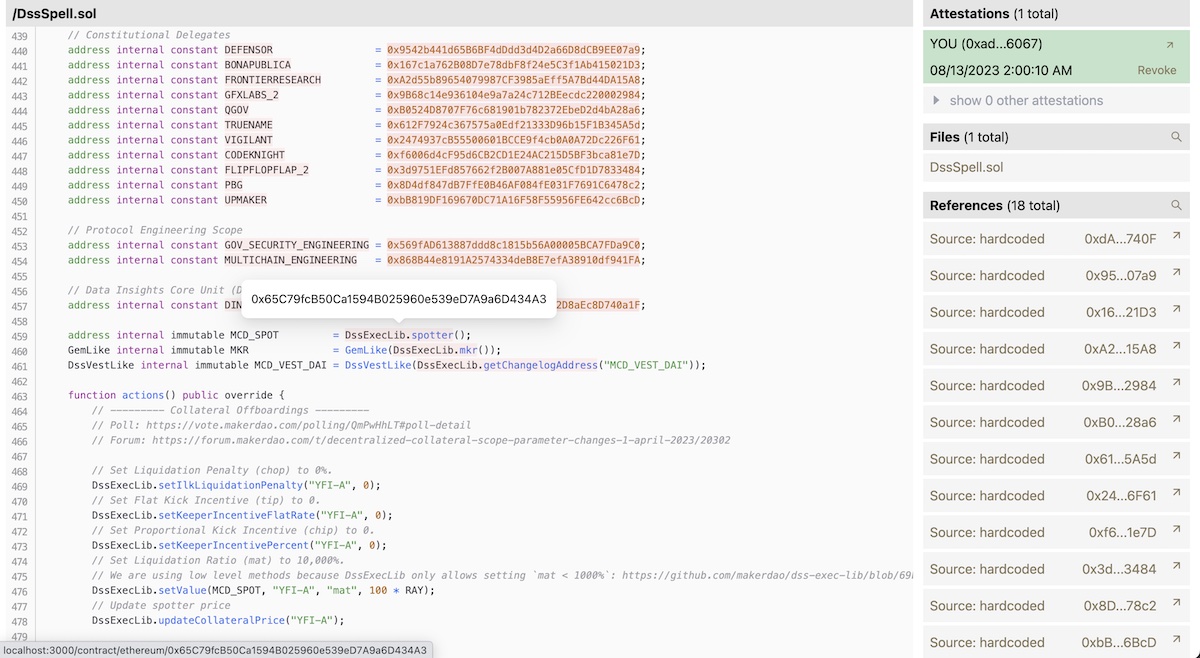 /DssSpell.sol
439 // Constitutional Delegates
440 address internal constant DEFENSOR = 0x9542b441d65B6BF4dDdd3d4D2a66D8dCB9EE07a9;
441 address internal constant BONAPUBLICA = 0x167c1a762B08D7e78dbF8f24e5C3f1Ab415021D3;
442 address internal constant FRONTIERRESEARCH = 0xA2d55b89654079987CF3985aEff5A7Bd44DA15A8;
443 address internal constant GFXLABS_2 = 0x9B68c14e936104e9a7a24c712BEecdc220002984;
444 address internal constant QGOV = 0xB0524D8707F76c681901b782372EbeD2d4bA28a6;
445 address internal constant TRUENAME = 0x612F7924c367575a0Edf21333D96b15F1B345A5d;
446 address internal constant VIGILANT = 0x2474937cB55500601BCCE9f4cb0A0A72Dc226F61;
447 address internal constant CODEKNIGHT = 0xf6006d4cF95d6CB2CD1E24AC215D5BF3bca81e7D;
448 address internal constant FLIPFLOPFLAP_2 = 0x3d9751EFd857662f2B007A881e05CfD1D7833484;
449 address internal constant PBG = 0x8D4df847dB7FfE0B46AF084fE031F7691C6478c2;
450 address internal constant UPMAKER = 0xbB819DF169670DC71A16F58F55956FE642cc6BcD;
451
452 // Protocol Engineering Scope
453 address internal constant GOV_SECURITY_ENGINEERING = 0x569fAD613887ddd8c1815b56A00005BCA7FDa9C0;
454 address internal constant MULTICHAIN_ENGINEERING = 0x868B44e8191A2574334deB8E7efA38910df941FA;
455
456 // Data Insights Core Unit (D
0x65C79fcB50Ca1594B025960e539eD7A9a6D434A3
457 address internal constant DIN 2D8aEc8D740a1F;
458
459 address internal immutable MCD_SPOT = DssExecLib.spotter();
460 GemLike internal immutable MKR = GemLike(DssExecLib.mkr());
461 DssVestLike internal immutable MCD_VEST_DAI = DssVestLike(DssExecLib.getChangelogAddress("MCD_VEST_DAI"));
462
463 function actions() public override {
464 // --------- Collateral Offboardings ---------
465 // Poll: https://vote.makerdao.com/polling/QmPwHhLT#poll-detail
466 // Forum: https://forum.makerdao.com/t/decentralized-collateral-scope-parameter-changes-1-april-2023/20302
467
468 // Set Liquidation Penalty (chop) to 0%.
469 DssExecLib.setIlkLiquidationPenalty("YFI-A", 0);
470 // Set Flat Kick Incentive (tip) to 0.
471 DssExecLib.setKeeperIncentiveFlatRate("YFI-A", 0);
472 // Set Proportional Kick Incentive (chip) to 0.
473 DssExecLib.setKeeperIncentivePercent("YFI-A", 0);
474 // Set Liquidation Ratio (mat) to 10,000%.
475 // We are using low level methods because DssExecLib only allows setting `mat < 1000%`: https://github.com/makerdao/dss-exec-lib/blob/69
476 DssExecLib.setValue(MCD_SPOT, "YFI-A", "mat", 100 * RAY);
477 // Update spotter price
478 DssExecLib.updateCollateralPrice("YFI-A");
479
localhost:3000/contract/ethereum/0x65C79fcB50Ca1594B025960e539eD7A9a6D434A3
Attestations (1 total)
YOU (0xad...6067)
08/13/2023 2:00:10 AM Revoke
show 0 other attestations
Files (1 total)
DssSpell.sol
References (18 total)
Source: hardcoded 0xdA...740F
Source: hardcoded 0x95...07a9
Source: hardcoded 0x16...21D3
Source: hardcoded 0xA2...15A8
Source: hardcoded 0x9B...2984
Source: hardcoded 0xB0...28a6
Source: hardcoded 0x61...5A5d
Source: hardcoded 0x24...6F61
Source: hardcoded 0xf6...1e7D
Source: hardcoded 0x3d...3484
Source: hardcoded 0x8D...78c2
Source: hardcoded 0xbB...6BcD